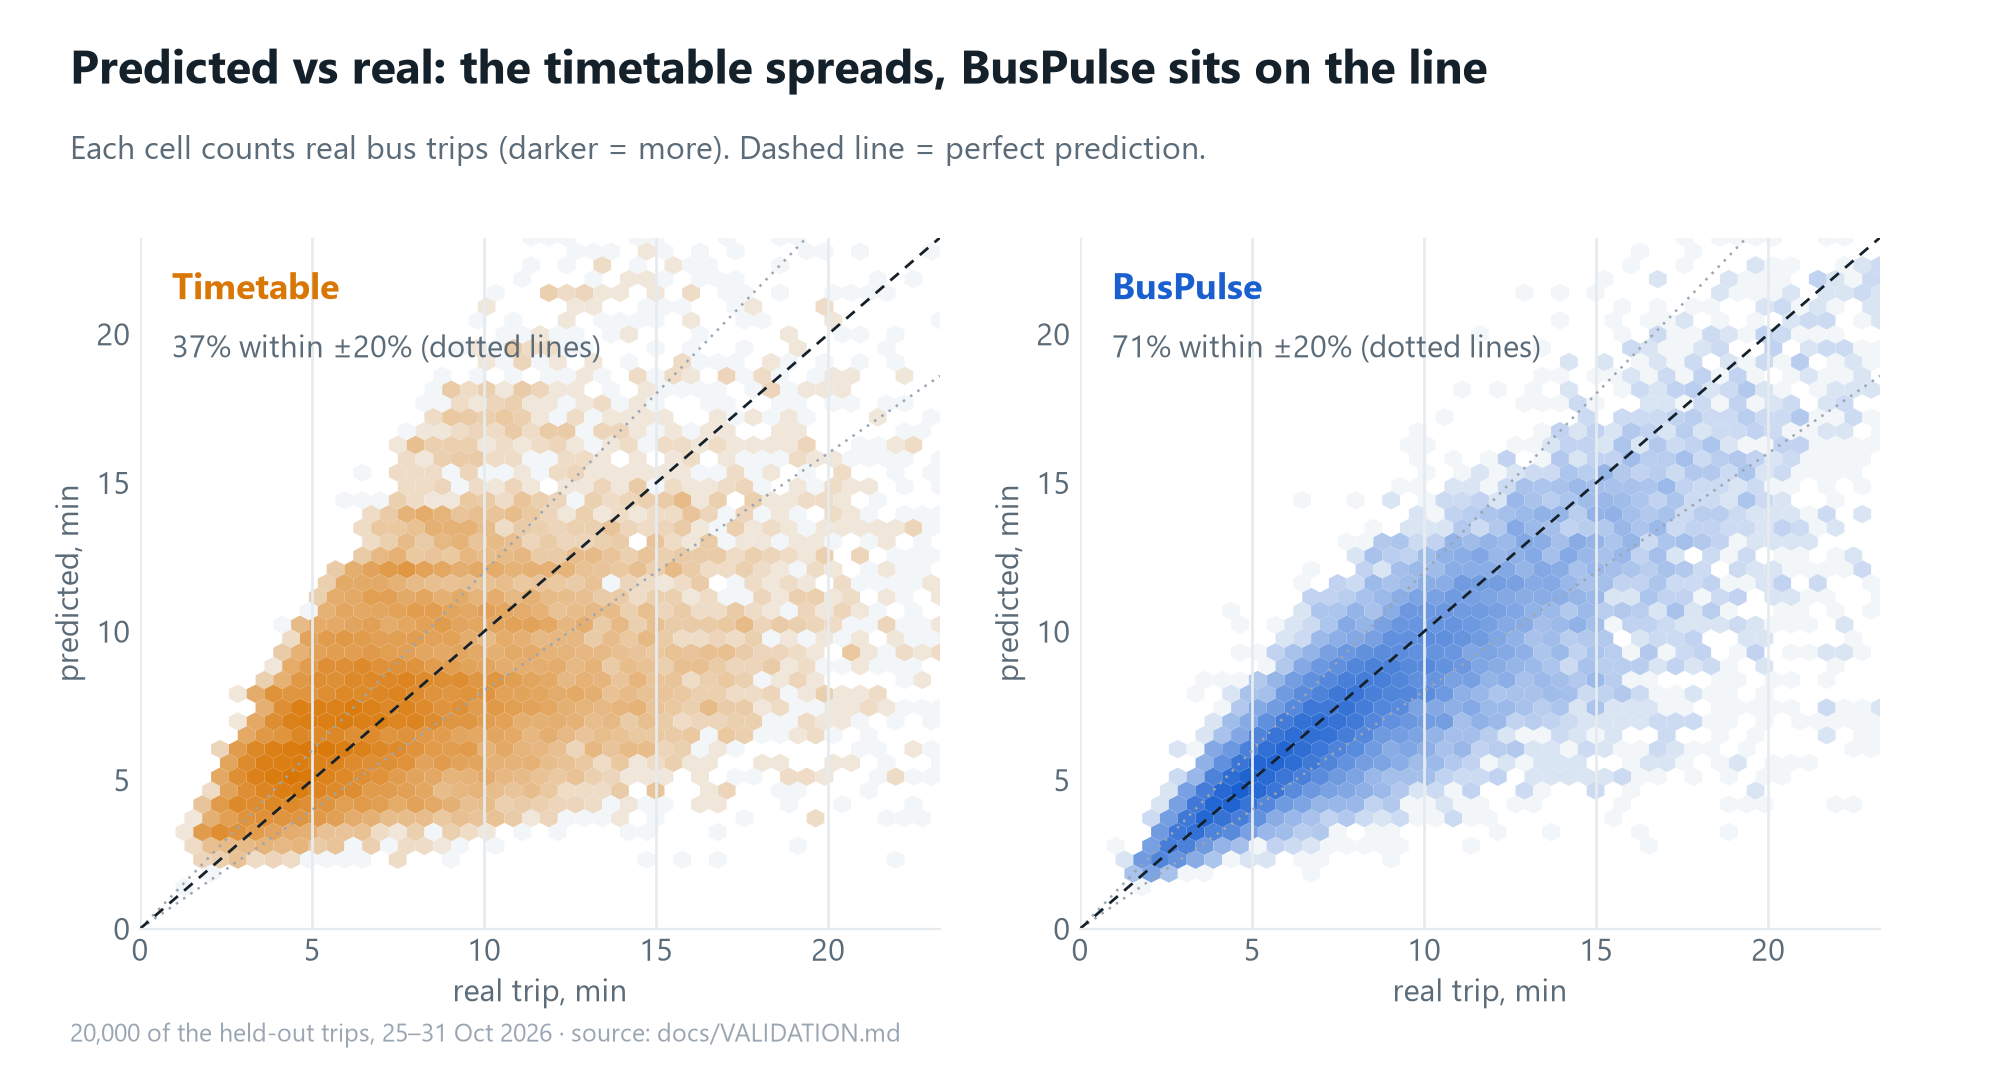 Predicted vs real: the timetable spreads, BusPulse sits on the line
Each cell counts real bus trips (darker = more). Dashed line = perfect prediction.
Timetable
37% within ±20% (dotted lines)
predicted, min
20
15
10
5
0
0 5 10 15 20
real trip, min
BusPulse
71% within ±20% (dotted lines)
predicted, min
20
15
10
5
0
0 5 10 15 20
real trip, min
20,000 of the held-out trips, 25–31 Oct 2026 · source: docs/VALIDATION.md